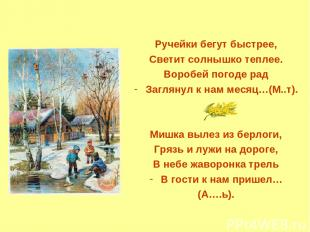 Ручейки бегут быстрее,
Светит солнышко теплее.
Воробей погоде рад
- Заглянул к нам месяц…(М..т).
Мишка вылез из берлоги,
Грязь и лужи на дороге,
В небе жаворонка трель
- В гости к нам пришел…
(А….ь).